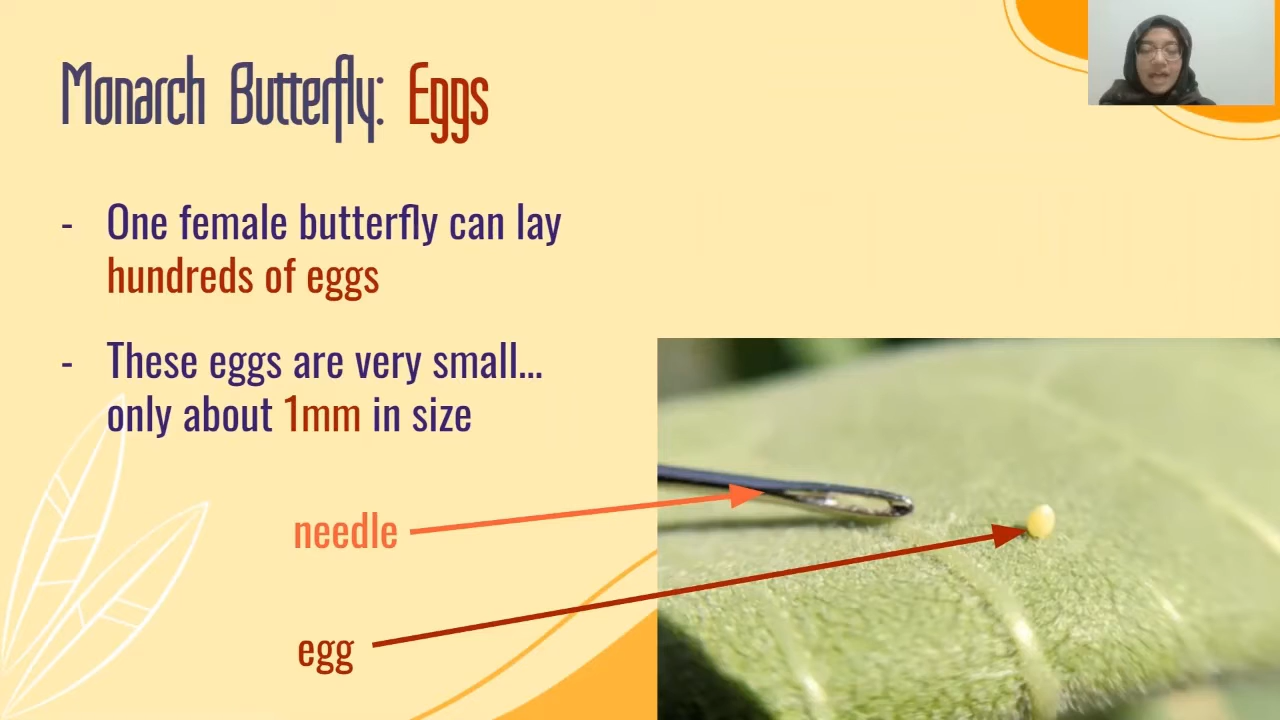 Monarch Butterfly: Eggs
- One female butterfly can lay
hundreds of eggs
- These eggs are very small...
only about 1mm in size
needle
egg